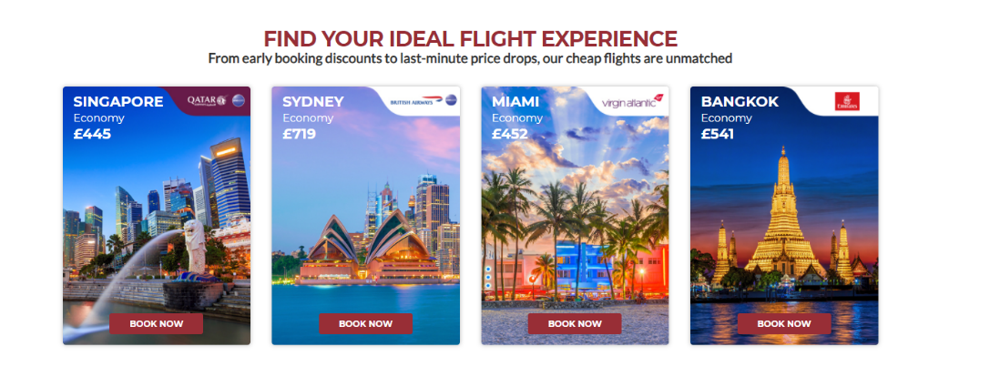 FIND YOUR IDEAL FLIGHT EXPERIENCE
From early booking discounts to last-minute price drops, our cheap flights are unmatched
SINGAPORE
QATAR
Economy
£445
BOOK NOW
SYDNEY
BRITISH AIRWAYS
Economy
£719
BOOK NOW
MIAMI
virgin atlantic
Economy
£452
BOOK NOW
BANGKOK
Emirates
Economy
£541
BOOK NOW